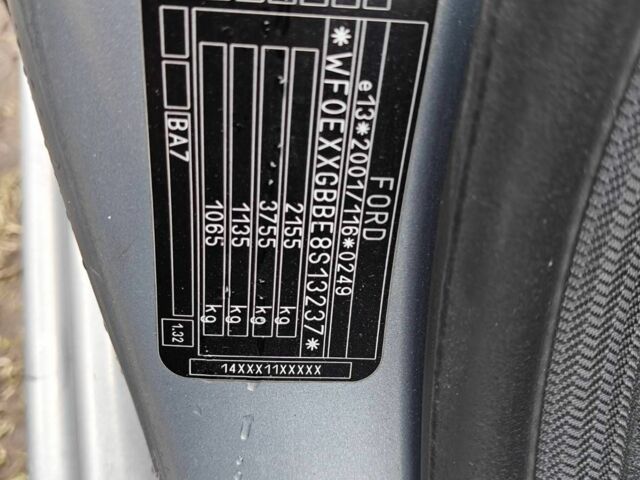 FORD
e13*2001/116*0249
*WF0EXXGBBE8S13237*
2155 kg
3755 kg
1135 kg
1065 kg
BA7
1.32
14XXX11XXXXX